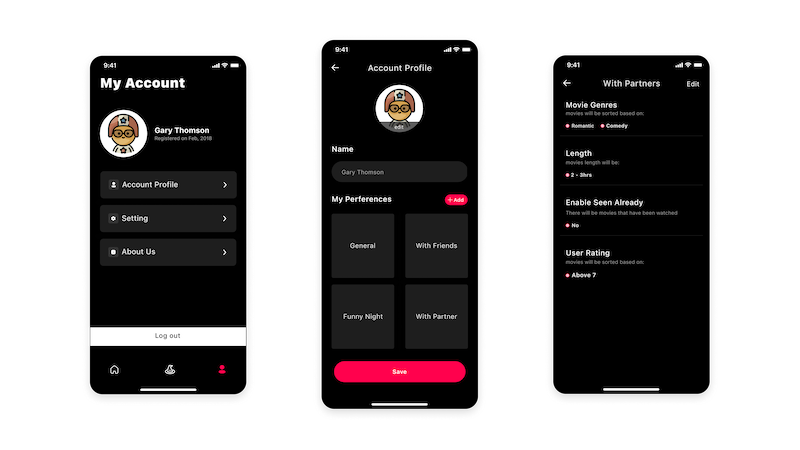 9:41
My Account
Gary Thomson
Registered on Feb, 2018
Account Profile
Setting
About Us
Log out
9:41
Account Profile
edit
Name
Gary Thomson
My Perferences
+ Add
General
With Friends
Funny Night
With Partner
Save
9:41
With Partners
Edit
Movie Genres
movies will be sorted based on:
Romantic
Comedy
Length
movies length will be:
2 - 3hrs
Enable Seen Already
There will be movies that have been watched
No
User Rating
movies will be sorted based on:
Above 7